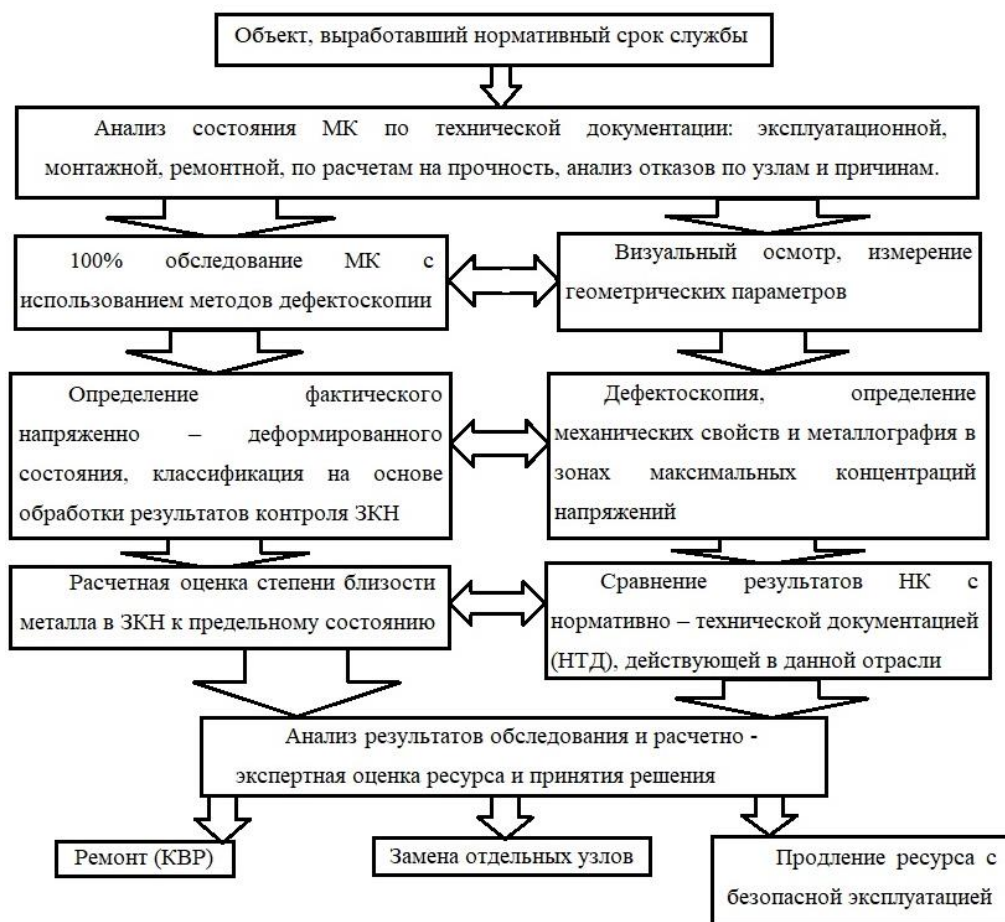 Объект, выработавший нормативный срок службы
Анализ состояния МК по технической документации: эксплуатационной,
монтажной, ремонтной, по расчетам на прочность, анализ отказов по узлам и причинам.
100% обследование МК с
использованием методов дефектоскопии
Визуальный осмотр, измерение
геометрических параметров
Определение фактического
напряженно – деформированного
состояния, классификация на основе
обработки результатов контроля ЗКН
Дефектоскопия, определение
механических свойств и металлография в
зонах максимальных концентраций
напряжений
Расчетная оценка степени близости
металла в ЗКН к предельному состоянию
Сравнение результатов НК с
нормативно – технической документацией
(НТД), действующей в данной отрасли
Анализ результатов обследования и расчетно -
экспертная оценка ресурса и принятия решения
Ремонт (КВР)
Замена отдельных узлов
Продление ресурса с
безопасной эксплуатацией